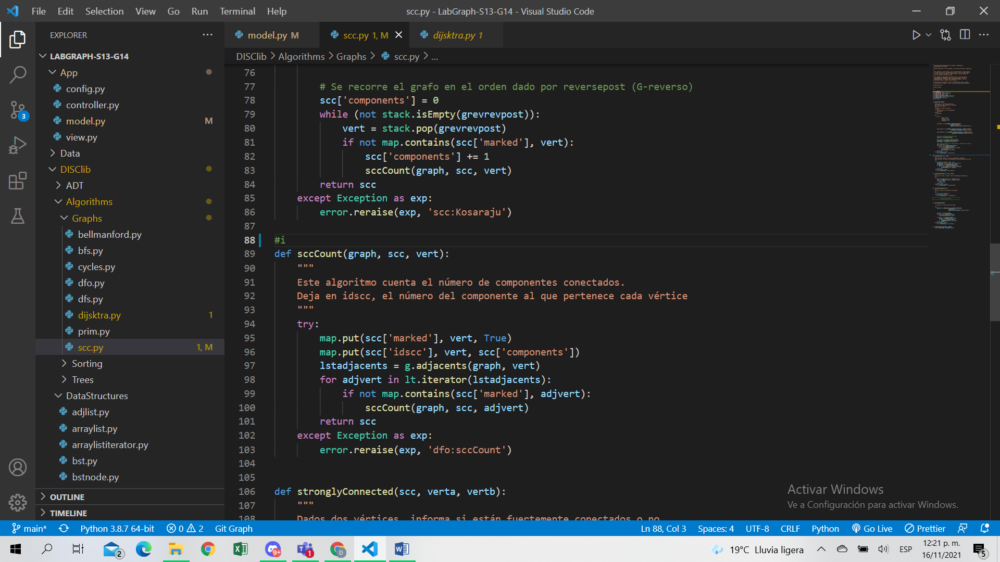 File Edit Selection View Go Run Terminal Help
scc.py - LabGraph-S13-G14 - Visual Studio Code
EXPLORER
LABGRAPH-S13-G14
App
config.py
controller.py
model.py M
view.py
Data
DISClib
ADT
Algorithms
Graphs
bellmanford.py
bfs.py
cycles.py
dfo.py
dfs.py
dijsktra.py 1
prim.py
scc.py 1, M
Sorting
Trees
DataStructures
adjlist.py
arraylist.py
arraylistiterator.py
bst.py
bstnode.py
OUTLINE
TIMELINE
3
model.py M
scc.py 1, M
dijsktra.py 1
DISClib > Algorithms > Graphs > scc.py > ...
76
77 # Se recorre el grafo en el orden dado por reversepost (G-reverso)
78 scc['components'] = 0
79 while (not stack.isEmpty(grevrevpost)):
80 vert = stack.pop(grevrevpost)
81 if not map.contains(scc['marked'], vert):
82 scc['components'] += 1
83 sccCount(graph, scc, vert)
84 return scc
85 except Exception as exp:
86 error.reraise(exp, 'scc:Kosaraju')
87
88 #i
89 def sccCount(graph, scc, vert):
90 """
91 Este algoritmo cuenta el número de componentes conectados.
92 Deja en idscc, el número del componente al que pertenece cada vértice
93 """
94 try:
95 map.put(scc['marked'], vert, True)
96 map.put(scc['idscc'], vert, scc['components'])
97 lstadjacents = g.adjacents(graph, vert)
98 for adjvert in lt.iterator(lstadjacents):
99 if not map.contains(scc['marked'], adjvert):
100 sccCount(graph, scc, adjvert)
101 return scc
102 except Exception as exp:
103 error.reraise(exp, 'dfo:sccCount')
104
105
106 def stronglyConnected(scc, verta, vertb):
107 """
108 Dados dos vértices, informa si están fuertemente conectados o no.
Activar Windows
Ve a Configuración para activar Windows.
main* Python 3.8.7 64-bit 0 2 Git Graph
Ln 88, Col 3 Spaces: 4 UTF-8 CRLF Python Go Live Prettier
2
9+
1
D
19°C Lluvia ligera
ESP
12:21 p. m.
16/11/2021
5